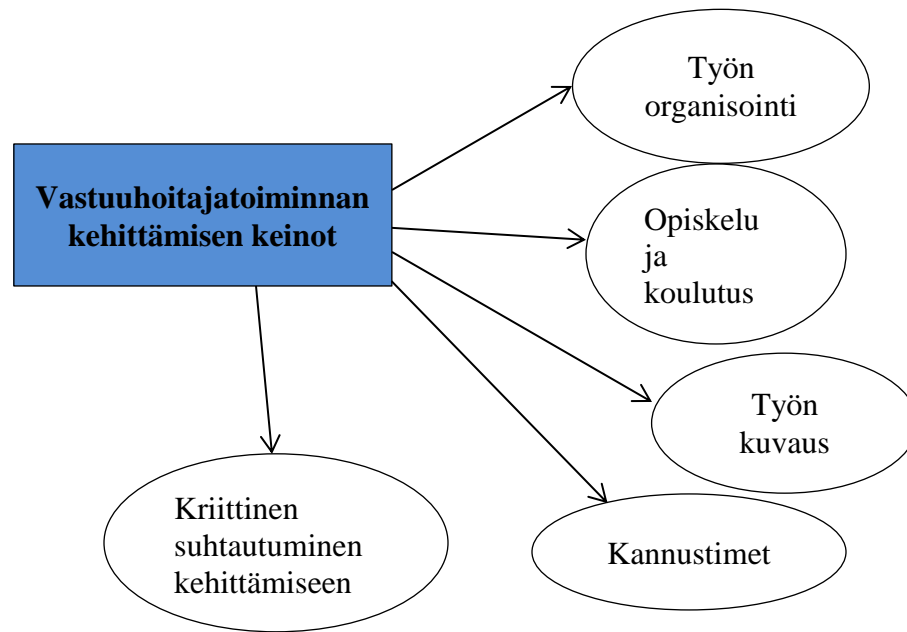 Työn
organisointi
Vastuuhoitajatoiminnan
kehittämisen keinot
Opiskelu
ja
koulutus
Työn
kuvaus
Kriittinen
suhtautuminen
kehittämiseen
Kannustimet